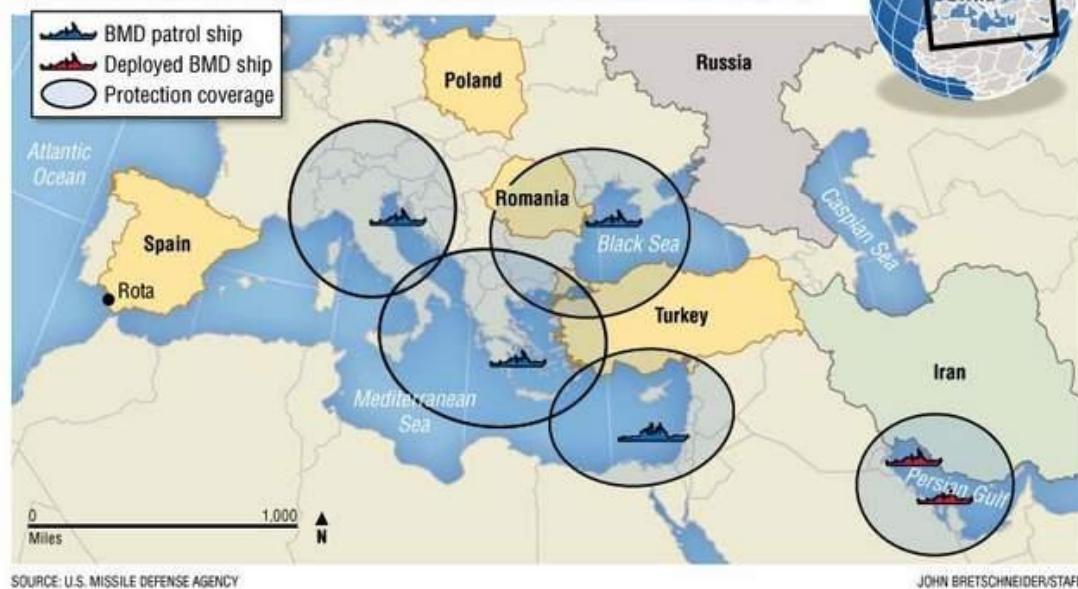 BMD patrol ship
Deployed BMD ship
Protection coverage
Atlantic
Ocean
Spain
Rota
Poland
Russia
Romania
Black Sea
Caspian Sea
Turkey
Iran
Mediterranean
Sea
Persian Gulf
0
1,000
Miles
N
SOURCE: U.S. MISSILE DEFENSE AGENCY
JOHN BRETSCHNEIDER/STAFF